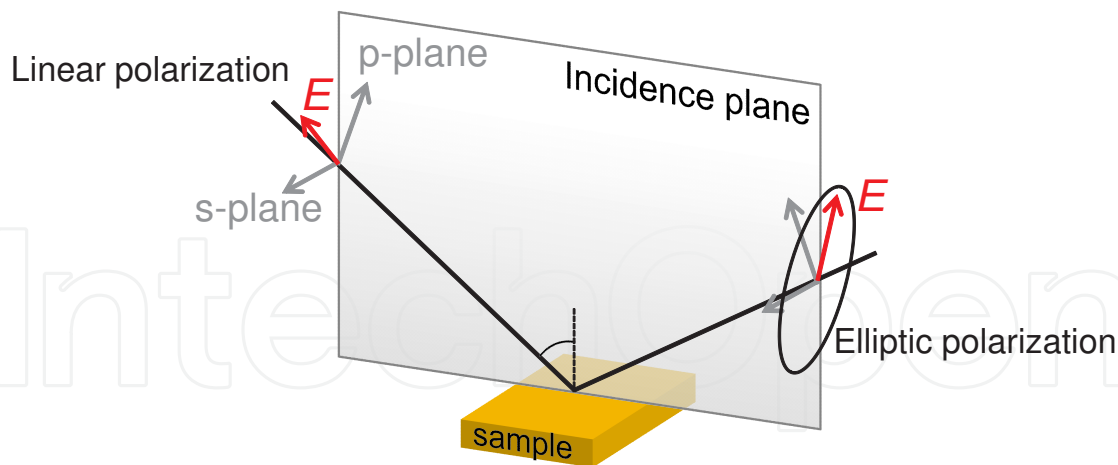 p-plane
Linear polarization
E
Incidence plane
s-plane
E
Elliptic polarization
sample
IntechOpen